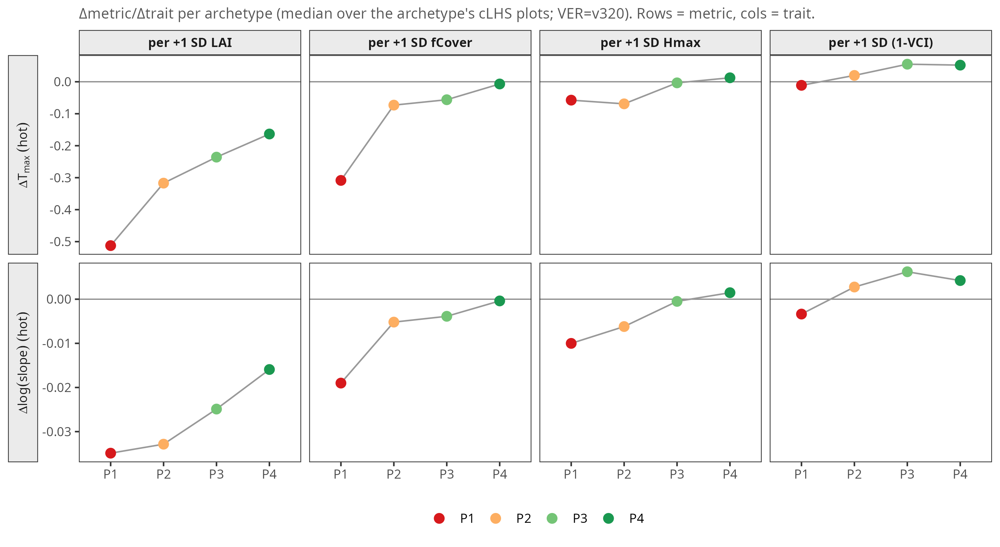 Δmetric/Δtrait per archetype (median over the archetype's cLHS plots; VER=v320). Rows = metric, cols = trait.
per +1 SD LAI
per +1 SD fCover
per +1 SD Hmax
per +1 SD (1-VCI)
ΔTmax (hot)
0.0
-0.1
-0.2
-0.3
-0.4
-0.5
Δlog(slope) (hot)
0.00
-0.01
-0.02
-0.03
P1 P2 P3 P4
P1 P2 P3 P4
P1 P2 P3 P4
P1 P2 P3 P4
P1 P2 P3 P4